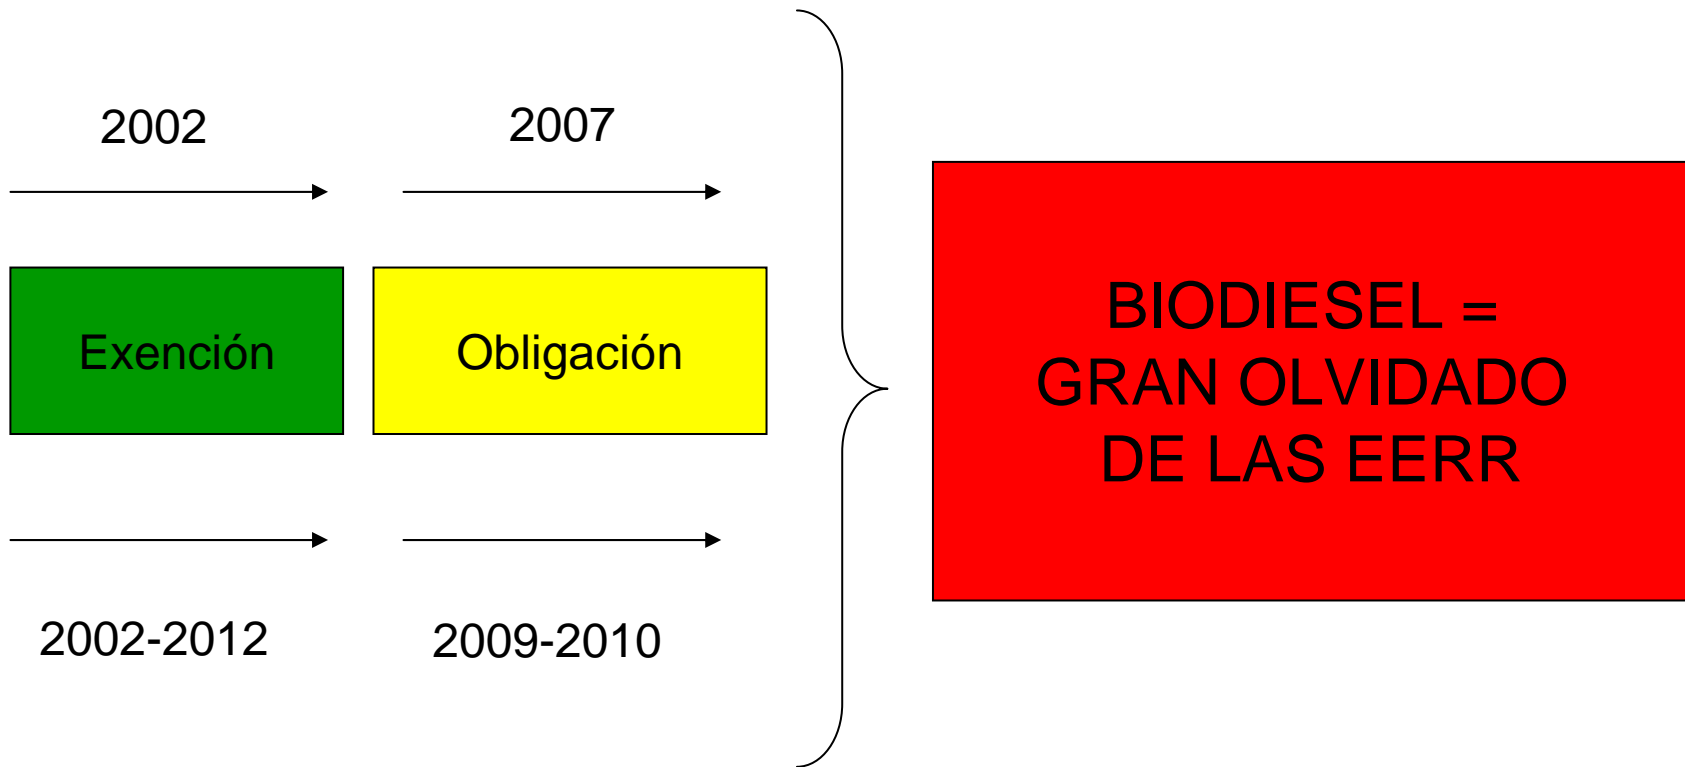 2002
2007
Exención
Obligación
2002-2012
2009-2010
BIODIESEL =
GRAN OLVIDADO
DE LAS EERR